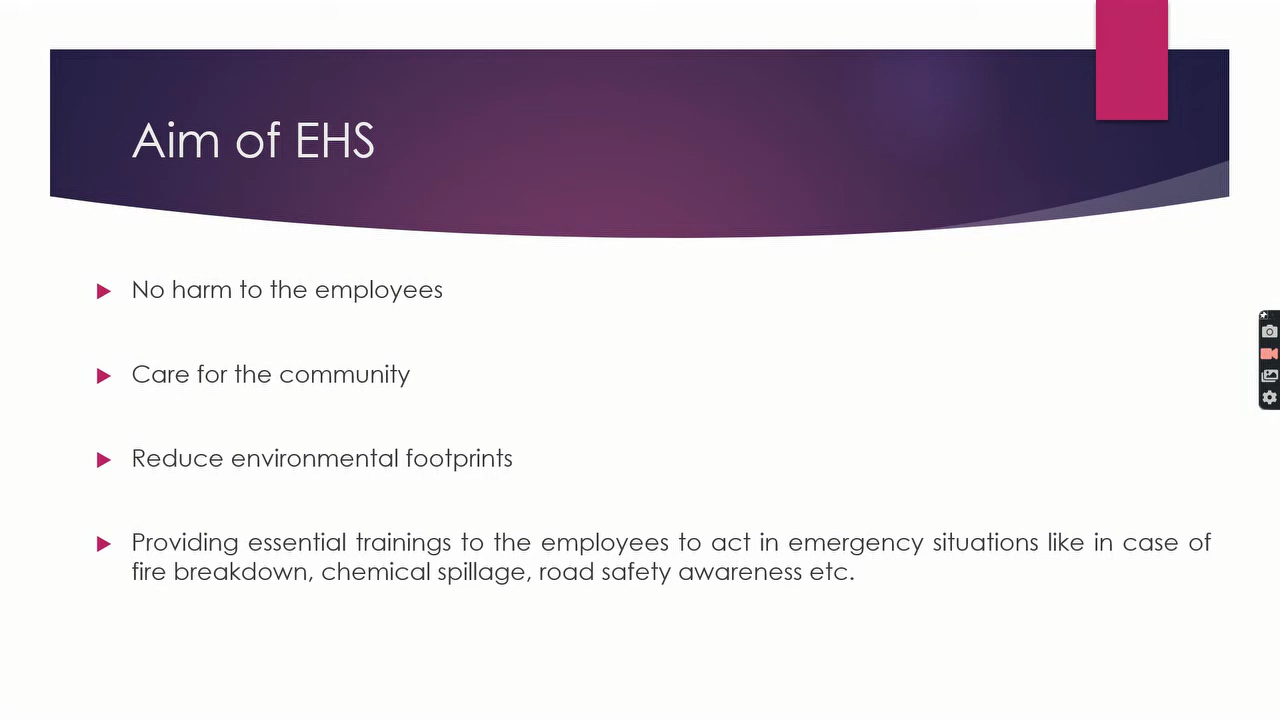 Aim of EHS
No harm to the employees
Care for the community
Reduce environmental footprints
Providing essential trainings to the employees to act in emergency situations like in case of
fire breakdown, chemical spillage, road safety awareness etc.